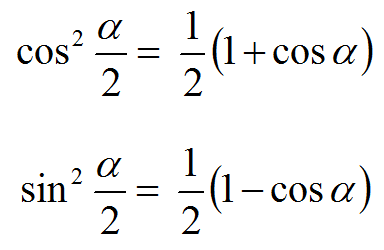 cos² α/2 = 1/2 (1 + cos α)
sin² α/2 = 1/2 (1 − cos α)